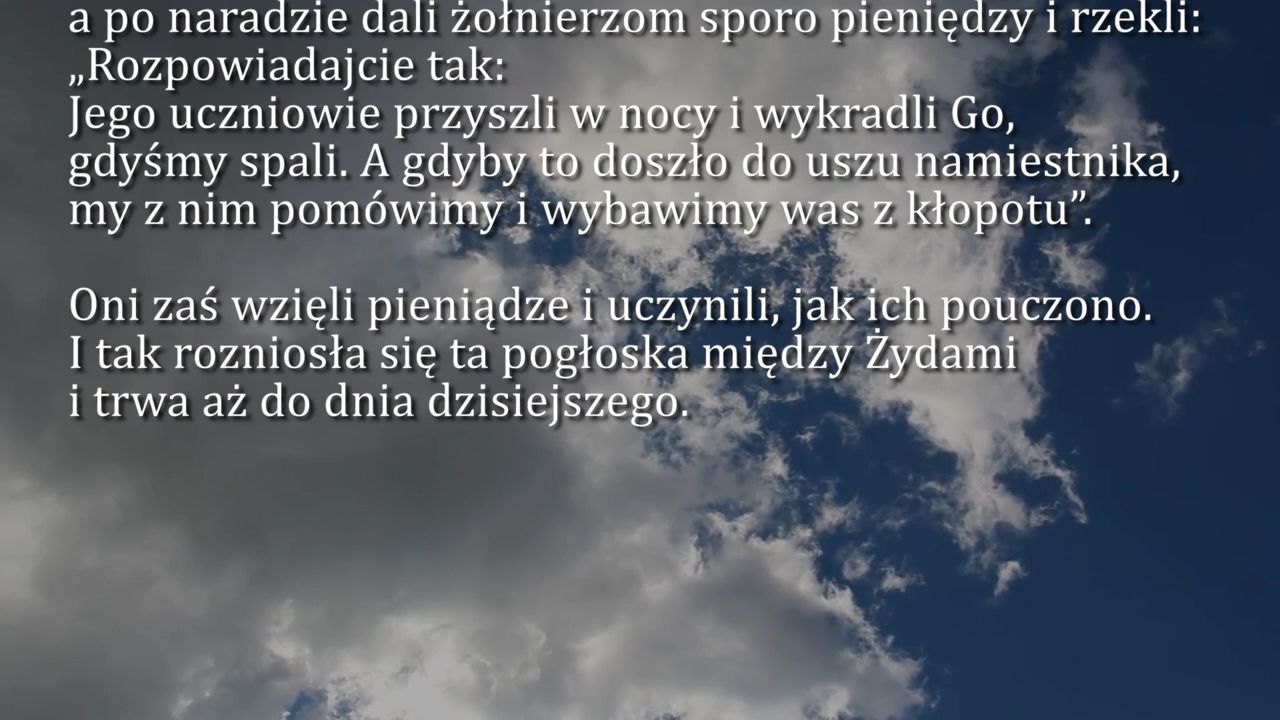 a po naradzie dali żołnierzom sporo pieniędzy i rzekli:
„Rozpowiadajcie tak:
Jego uczniowie przyszli w nocy i wykradli Go,
gdyśmy spali. A gdyby to doszło do uszu namiestnika,
my z nim pomówimy i wybawimy was z kłopotu”.
Oni zaś wzięli pieniądze i uczynili, jak ich pouczono.
I tak rozniosła się ta pogłoska między Żydami
i trwa aż do dnia dzisiejszego.